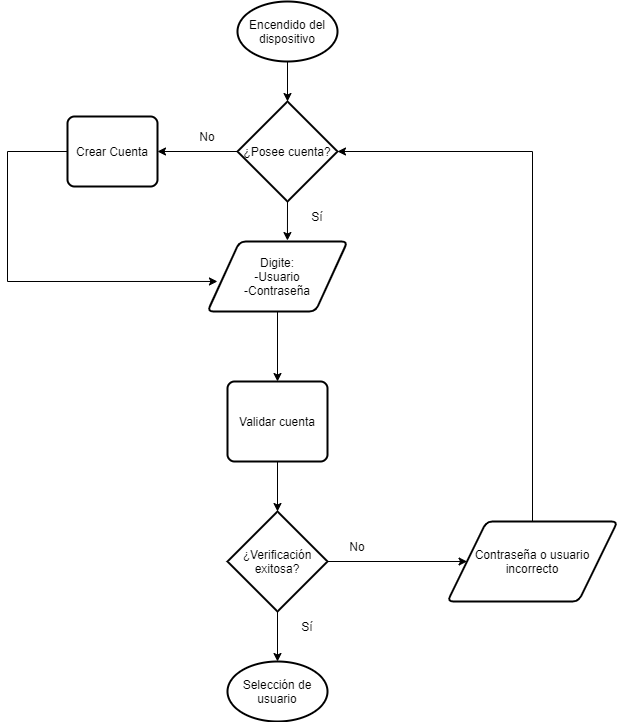 Encendido del
dispositivo
No
Crear Cuenta
¿Posee cuenta?
Sí
Digite:
-Usuario
-Contraseña
Validar cuenta
¿Verificación
exitosa?
No
Contraseña o usuario
incorrecto
Sí
Selección de
usuario